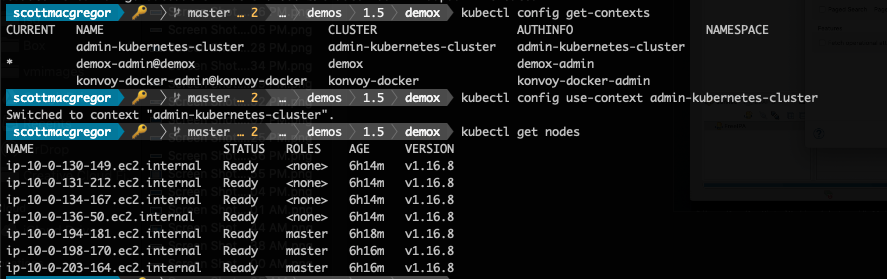 scottmacgregor master … 2 … demos 1.5 demox kubectl config get-contexts
CURRENT NAME CLUSTER AUTHINFO NAMESPACE
admin-kubernetes-cluster admin-kubernetes-cluster admin-kubernetes-cluster
* demox-admin@demox demox demox-admin
konvoy-docker-admin@konvoy-docker konvoy-docker konvoy-docker-admin
scottmacgregor master … 2 … demos 1.5 demox kubectl config use-context admin-kubernetes-cluster
Switched to context "admin-kubernetes-cluster".
scottmacgregor master … 2 … demos 1.5 demox kubectl get nodes
NAME STATUS ROLES AGE VERSION
ip-10-0-130-149.ec2.internal Ready <none> 6h14m v1.16.8
ip-10-0-131-212.ec2.internal Ready <none> 6h14m v1.16.8
ip-10-0-134-167.ec2.internal Ready <none> 6h14m v1.16.8
ip-10-0-136-50.ec2.internal Ready <none> 6h14m v1.16.8
ip-10-0-194-181.ec2.internal Ready master 6h18m v1.16.8
ip-10-0-198-170.ec2.internal Ready master 6h16m v1.16.8
ip-10-0-203-164.ec2.internal Ready master 6h16m v1.16.8